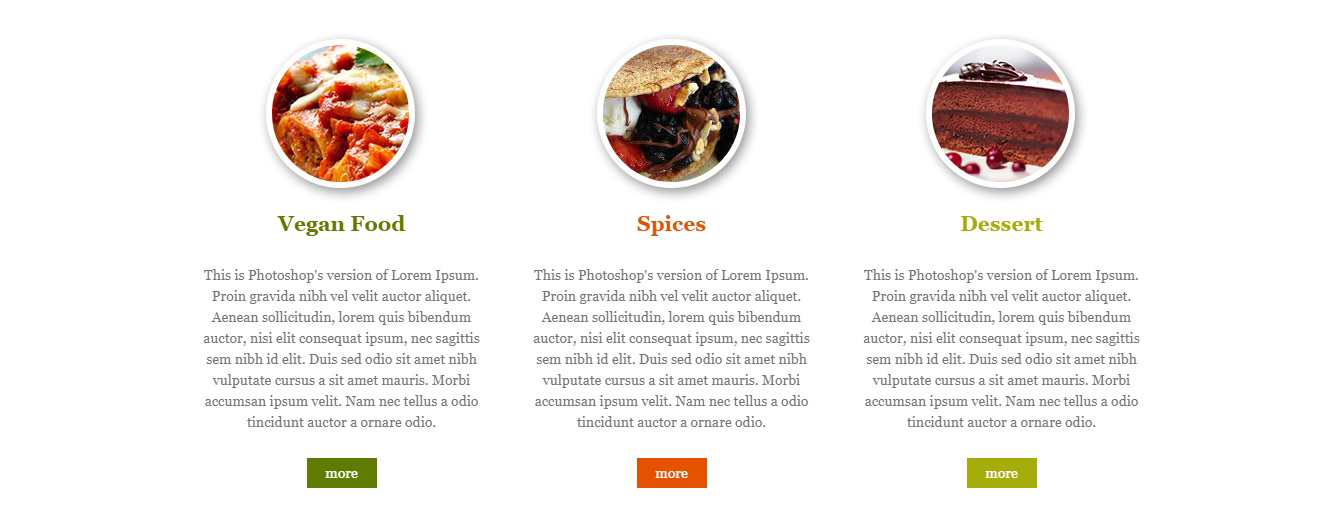 Vegan Food
This is Photoshop's version of Lorem Ipsum.
Proin gravida nibh vel velit auctor aliquet.
Aenean sollicitudin, lorem quis bibendum
auctor, nisi elit consequat ipsum, nec sagittis
sem nibh id elit. Duis sed odio sit amet nibh
vulputate cursus a sit amet mauris. Morbi
accumsan ipsum velit. Nam nec tellus a odio
tincidunt auctor a ornare odio.
more
Spices
This is Photoshop's version of Lorem Ipsum.
Proin gravida nibh vel velit auctor aliquet.
Aenean sollicitudin, lorem quis bibendum
auctor, nisi elit consequat ipsum, nec sagittis
sem nibh id elit. Duis sed odio sit amet nibh
vulputate cursus a sit amet mauris. Morbi
accumsan ipsum velit. Nam nec tellus a odio
tincidunt auctor a ornare odio.
more
Dessert
This is Photoshop's version of Lorem Ipsum.
Proin gravida nibh vel velit auctor aliquet.
Aenean sollicitudin, lorem quis bibendum
auctor, nisi elit consequat ipsum, nec sagittis
sem nibh id elit. Duis sed odio sit amet nibh
vulputate cursus a sit amet mauris. Morbi
accumsan ipsum velit. Nam nec tellus a odio
tincidunt auctor a ornare odio.
more